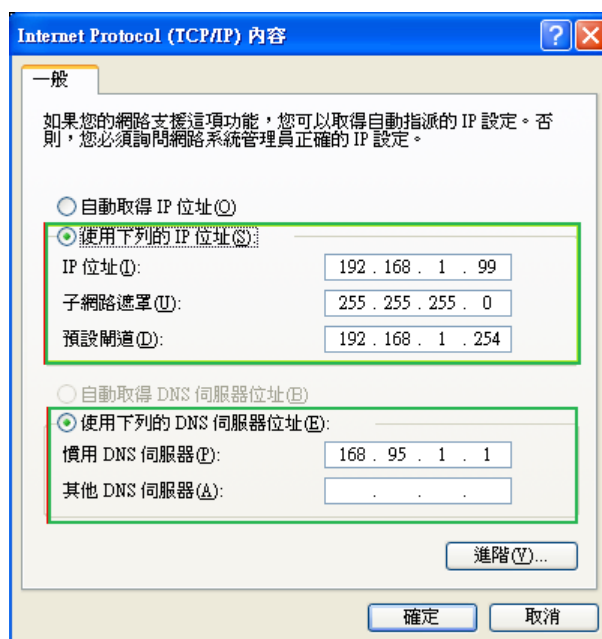 Internet Protocol (TCP/IP) 內容
一般
如果您的網路支援這項功能，您可以取得自動指派的 IP 設定。否
則，您必須詢問網路系統管理員正確的 IP 設定。
自動取得 IP 位址(O)
使用下列的 IP 位址(S):
IP 位址(I): 192 . 168 . 1 . 99
子網路遮罩(U): 255 . 255 . 255 . 0
預設閘道(D): 192 . 168 . 1 . 254
自動取得 DNS 伺服器位址(B)
使用下列的 DNS 伺服器位址(E):
慣用 DNS 伺服器(P): 168 . 95 . 1 . 1
其他 DNS 伺服器(A): . . .
進階(V)...
確定 取消